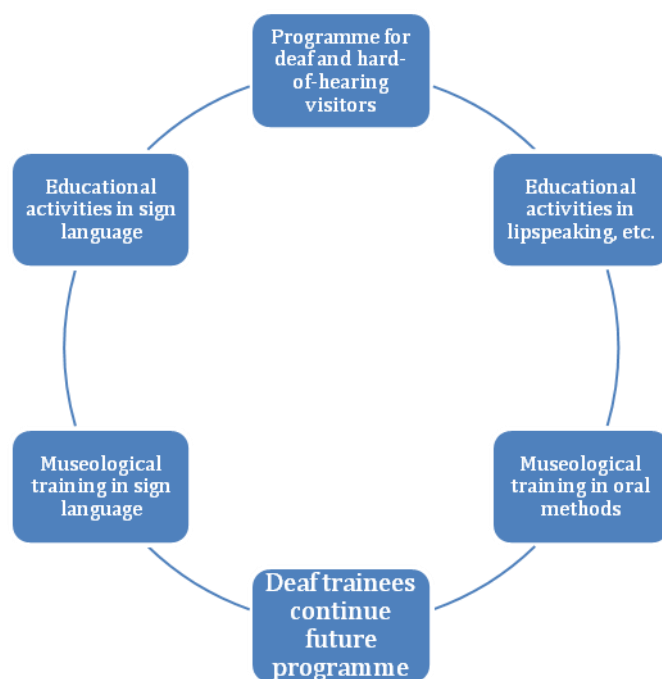 Programme for
deaf and hard-
of-hearing
visitors
Educational
activities in sign
language
Educational
activities in
lipspeaking, etc.
Museological
training in sign
language
Museological
training in oral
methods
Deaf trainees
continue
future
programme